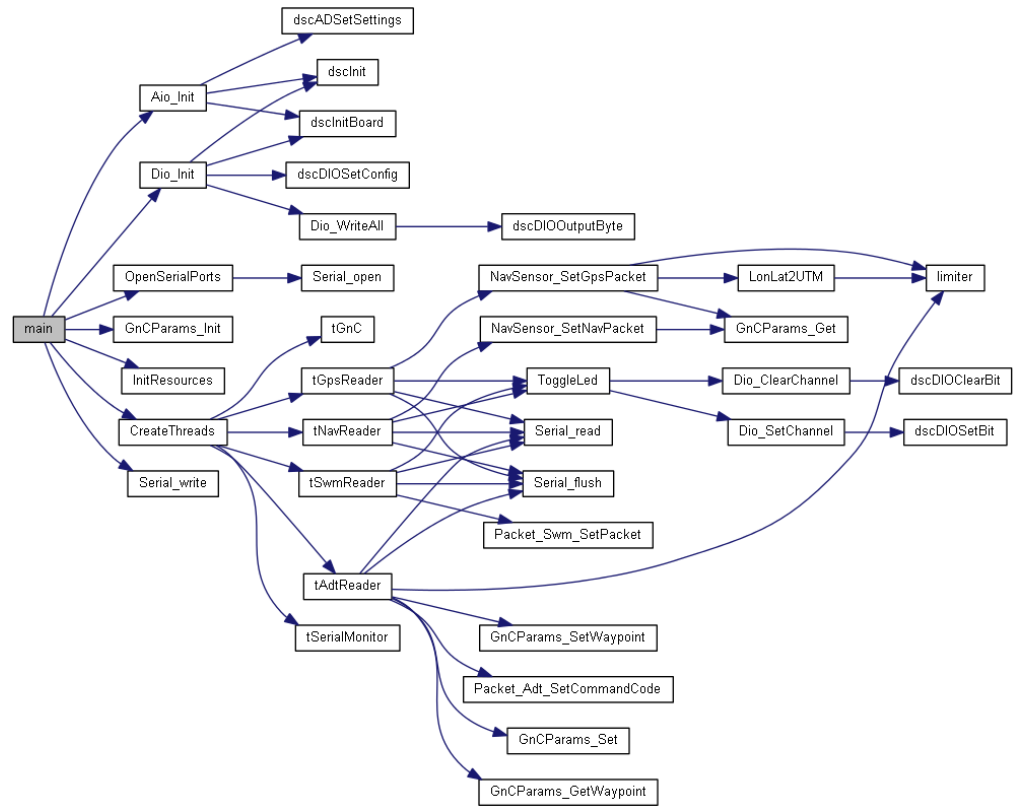 dscADSetSettings
dscInit
Aio_Init
dscInitBoard
Dio_Init
dscDIOSetConfig
Dio_WriteAll
dscDIOOutputByte
OpenSerialPorts
Serial_open
NavSensor_SetGpsPacket
LonLat2UTM
limiter
main
GnCParams_Init
tGnC
NavSensor_SetNavPacket
GnCParams_Get
InitResources
tGpsReader
ToggleLed
Dio_ClearChannel
dscDIOClearBit
CreateThreads
tNavReader
Serial_read
Dio_SetChannel
dscDIOSetBit
Serial_write
tSwmReader
Serial_flush
Packet_Swm_SetPacket
tAdtReader
tSerialMonitor
GnCParams_SetWaypoint
Packet_Adt_SetCommandCode
GnCParams_Set
GnCParams_GetWaypoint